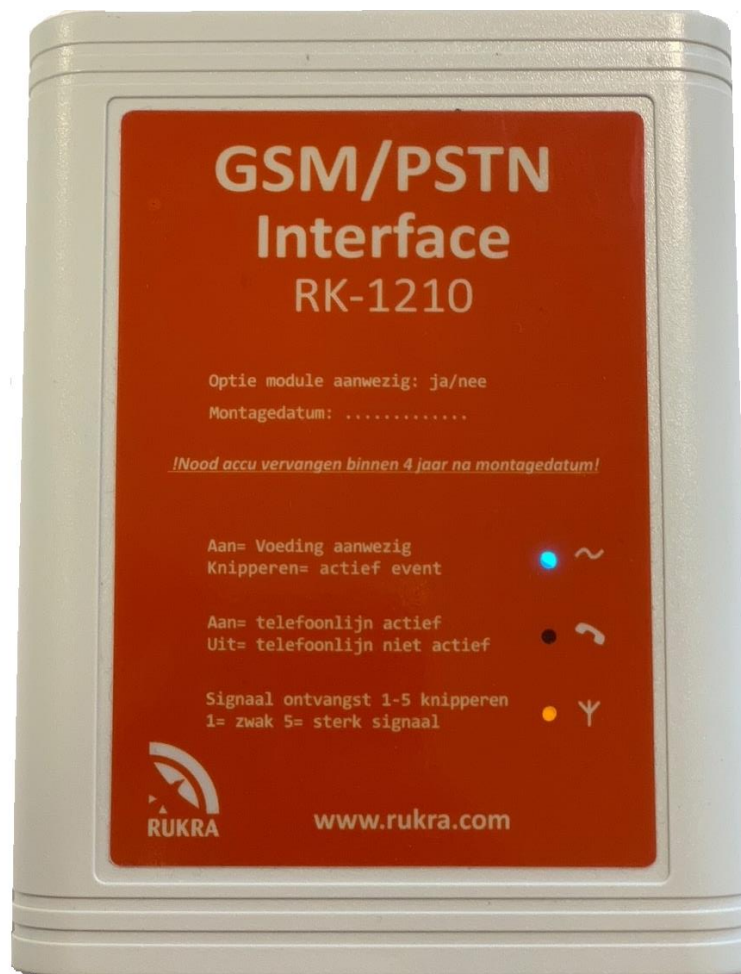 GSM/PSTN
Interface
RK-1210
Optie module aanwezig: ja/nee
Montagedatum: .............
!Nood accu vervangen binnen 4 jaar na montagedatum!
Aan= Voeding aanwezig
Knipperen= actief event
Aan= telefoonlijn actief
Uit= telefoonlijn niet actief
Signaal ontvangst 1-5 knipperen
1= zwak 5= sterk signaal
RUKRA
www.rukra.com